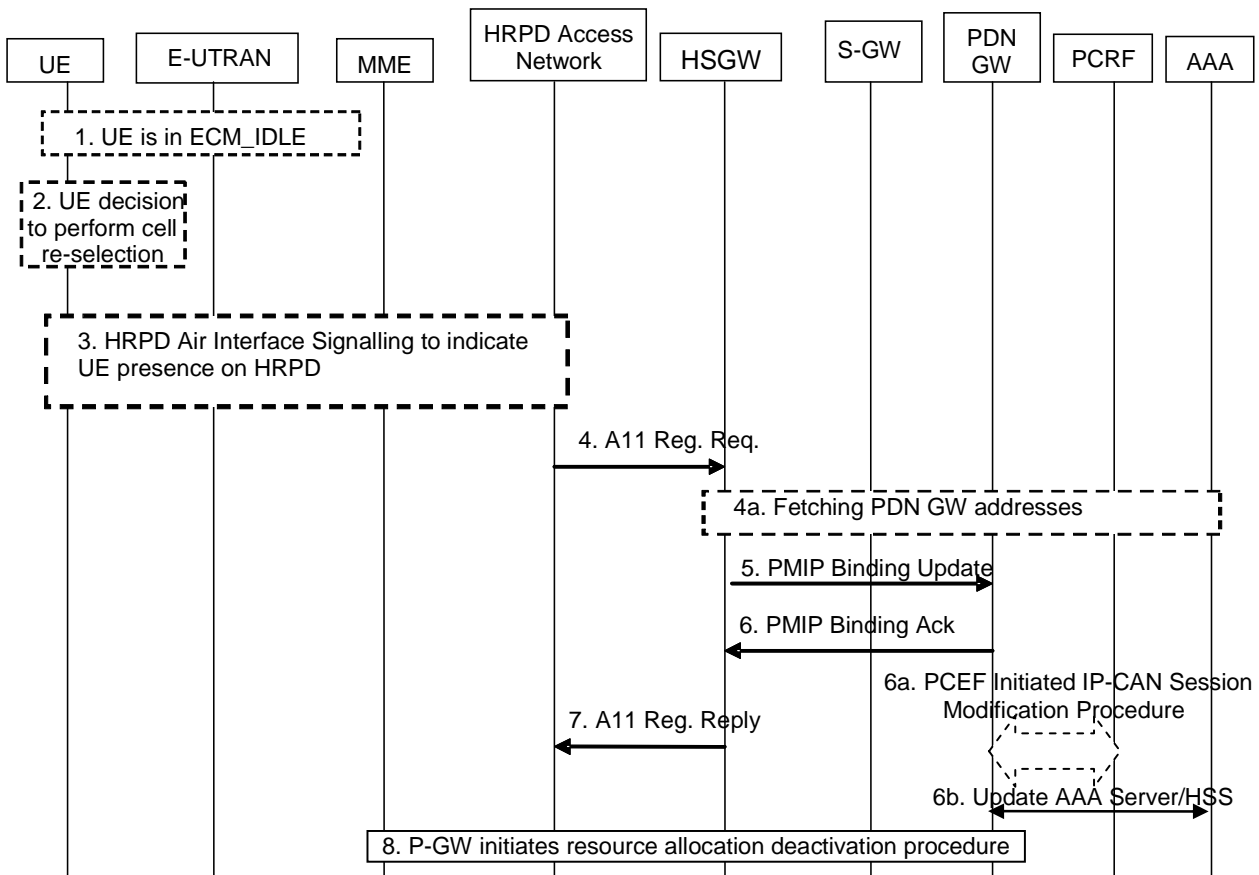 UE
E-UTRAN
MME
HRPD Access
Network
HSGW
S-GW
PDN
GW
PCRF
AAA
1. UE is in ECM_IDLE
2. UE decision
to perform cell
re-selection
3. HRPD Air Interface Signalling to indicate
UE presence on HRPD
4. A11 Reg. Req.
4a. Fetching PDN GW addresses
5. PMIP Binding Update
6. PMIP Binding Ack
6a. PCEF Initiated IP-CAN Session
Modification Procedure
7. A11 Reg. Reply
6b. Update AAA Server/HSS
8. P-GW initiates resource allocation deactivation procedure